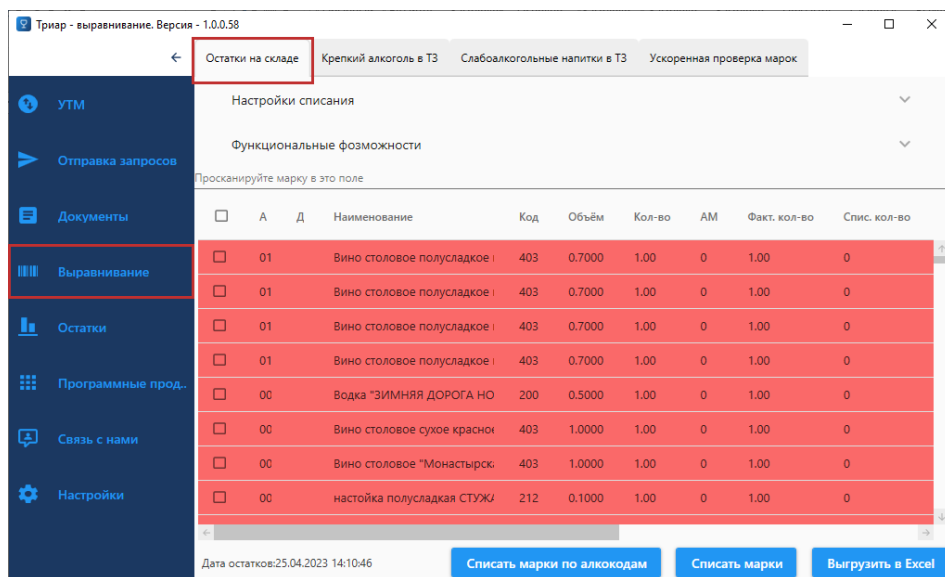 Триар - выравнивание. Версия - 1.0.0.58
Остатки на складе Крепкий алкоголь в ТЗ Слабоалкогольные напитки в ТЗ Ускоренная проверка марок
УТМ
Отправка запросов
Документы
Выравнивание
Остатки
Программные прод..
Связь с нами
Настройки
Настройки списания
Функциональные фозможности
Просканируйте марку в это поле
А Д Наименование Код Объём Кол-во АМ Факт. кол-во Спис. кол-во
01 Вино столовое полусладкое 403 0.7000 1.00 0 1.00 0
01 Вино столовое полусладкое 403 0.7000 1.00 0 1.00 0
01 Вино столовое полусладкое 403 0.7000 1.00 0 1.00 0
01 Вино столовое полусладкое 403 0.7000 1.00 0 1.00 0
00 Водка "ЗИМНЯЯ ДОРОГА НО 200 0.5000 1.00 0 1.00 0
00 Вино столовое сухое красно 403 1.0000 1.00 0 1.00 0
00 Вино столовое "Монастырск 403 1.0000 1.00 0 1.00 0
00 настойка полусладкая СТУЖ 212 0.1000 1.00 0 1.00 0
Дата остатков:25.04.2023 14:10:46 Списать марки по алкокодам Списать марки Выгрузить в Excel